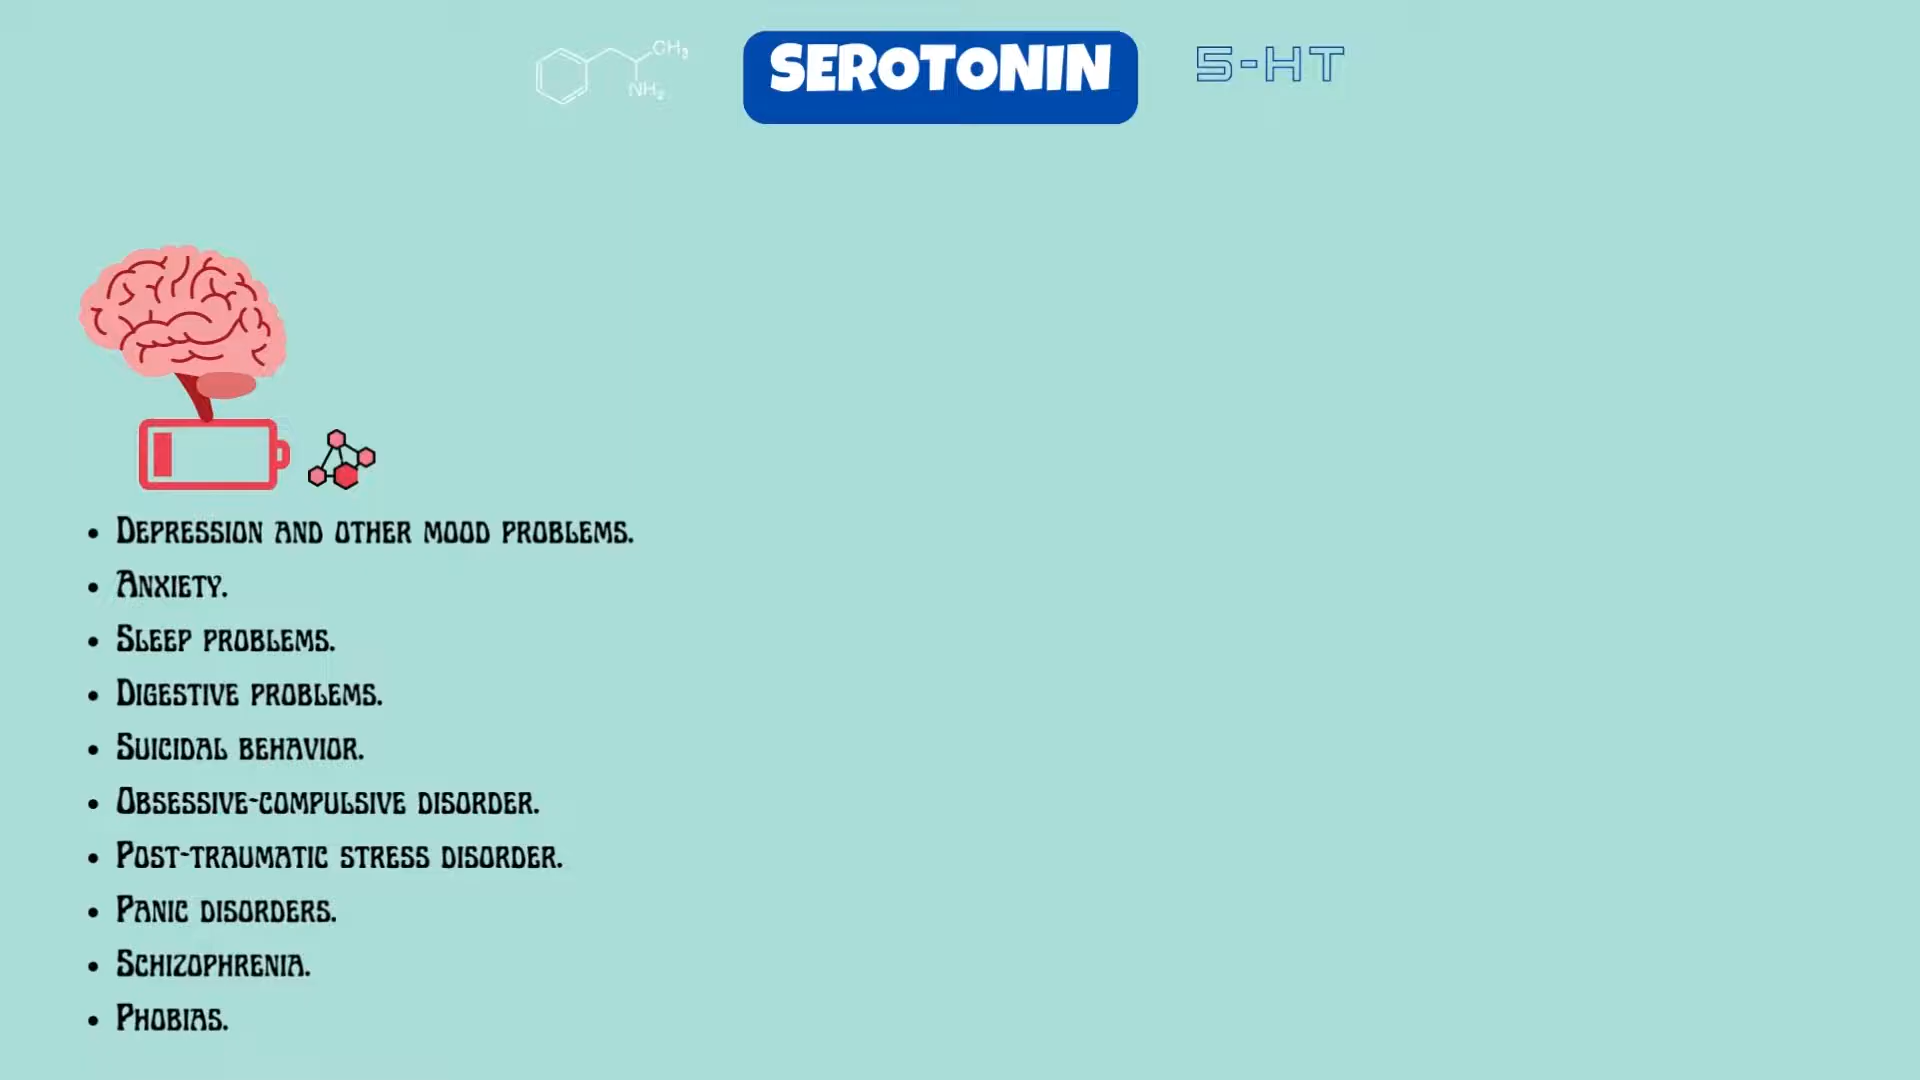 CH3
NH2
SEROTONIN
5-HT
• Depression and other mood problems.
• Anxiety.
• Sleep problems.
• Digestive problems.
• Suicidal behavior.
• Obsessive-compulsive disorder.
• Post-traumatic stress disorder.
• Panic disorders.
• Schizophrenia.
• Phobias.